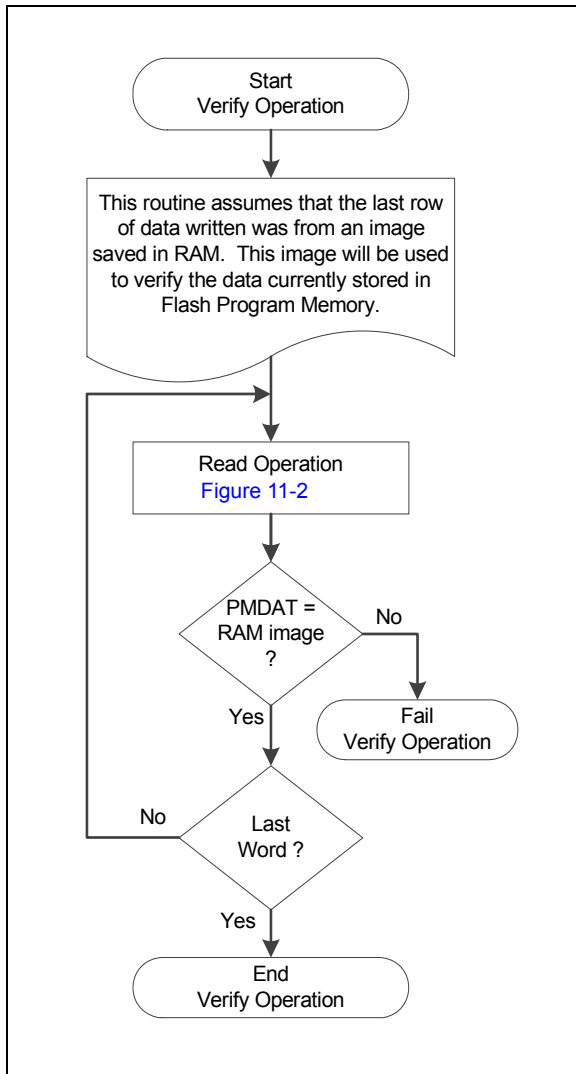 Start
Verify Operation
This routine assumes that the last row
of data written was from an image
saved in RAM. This image will be used
to verify the data currently stored in
Flash Program Memory.
Read Operation
Figure 11-2
PMDAT =
RAM image
?
No
Yes
Fail
Verify Operation
No
Last
Word ?
Yes
End
Verify Operation